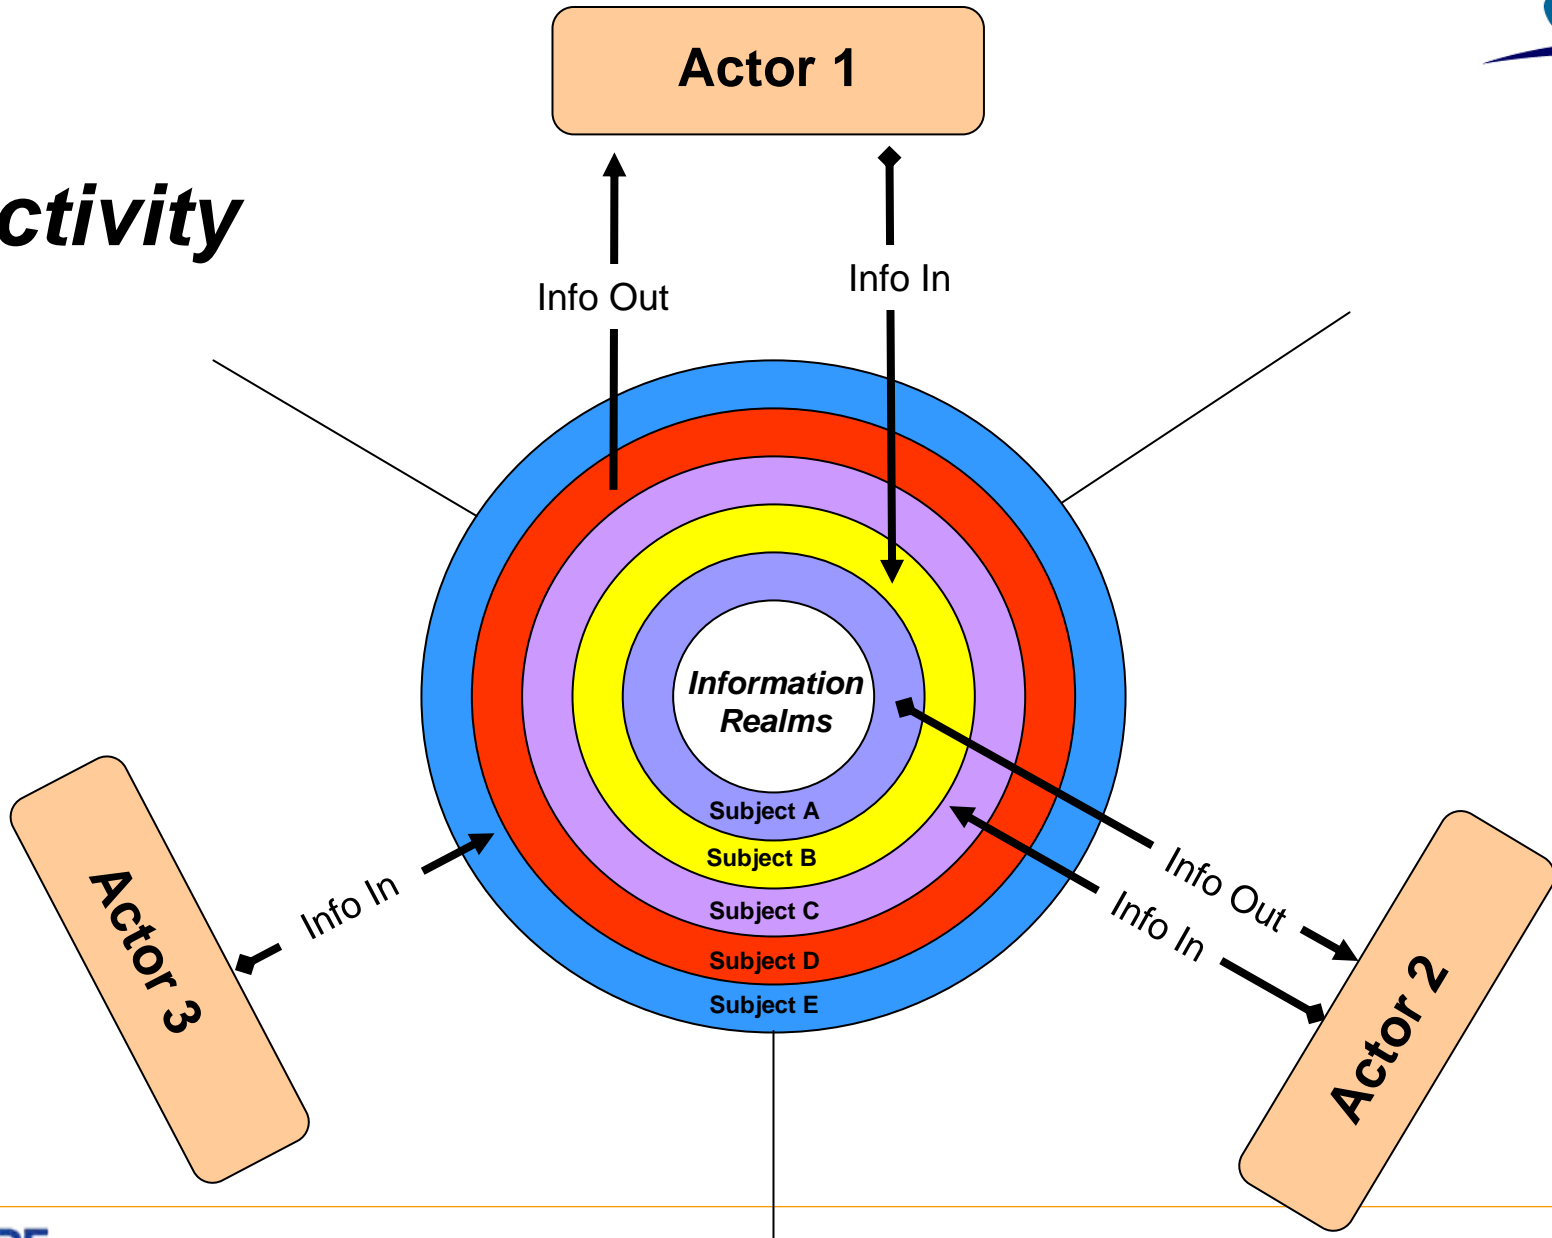 Actor 1
ctivity
Info Out
Info In
Information
Realms
Subject A
Subject B
Subject C
Subject D
Subject E
Info In
Actor 3
Info Out
Info In
Actor 2